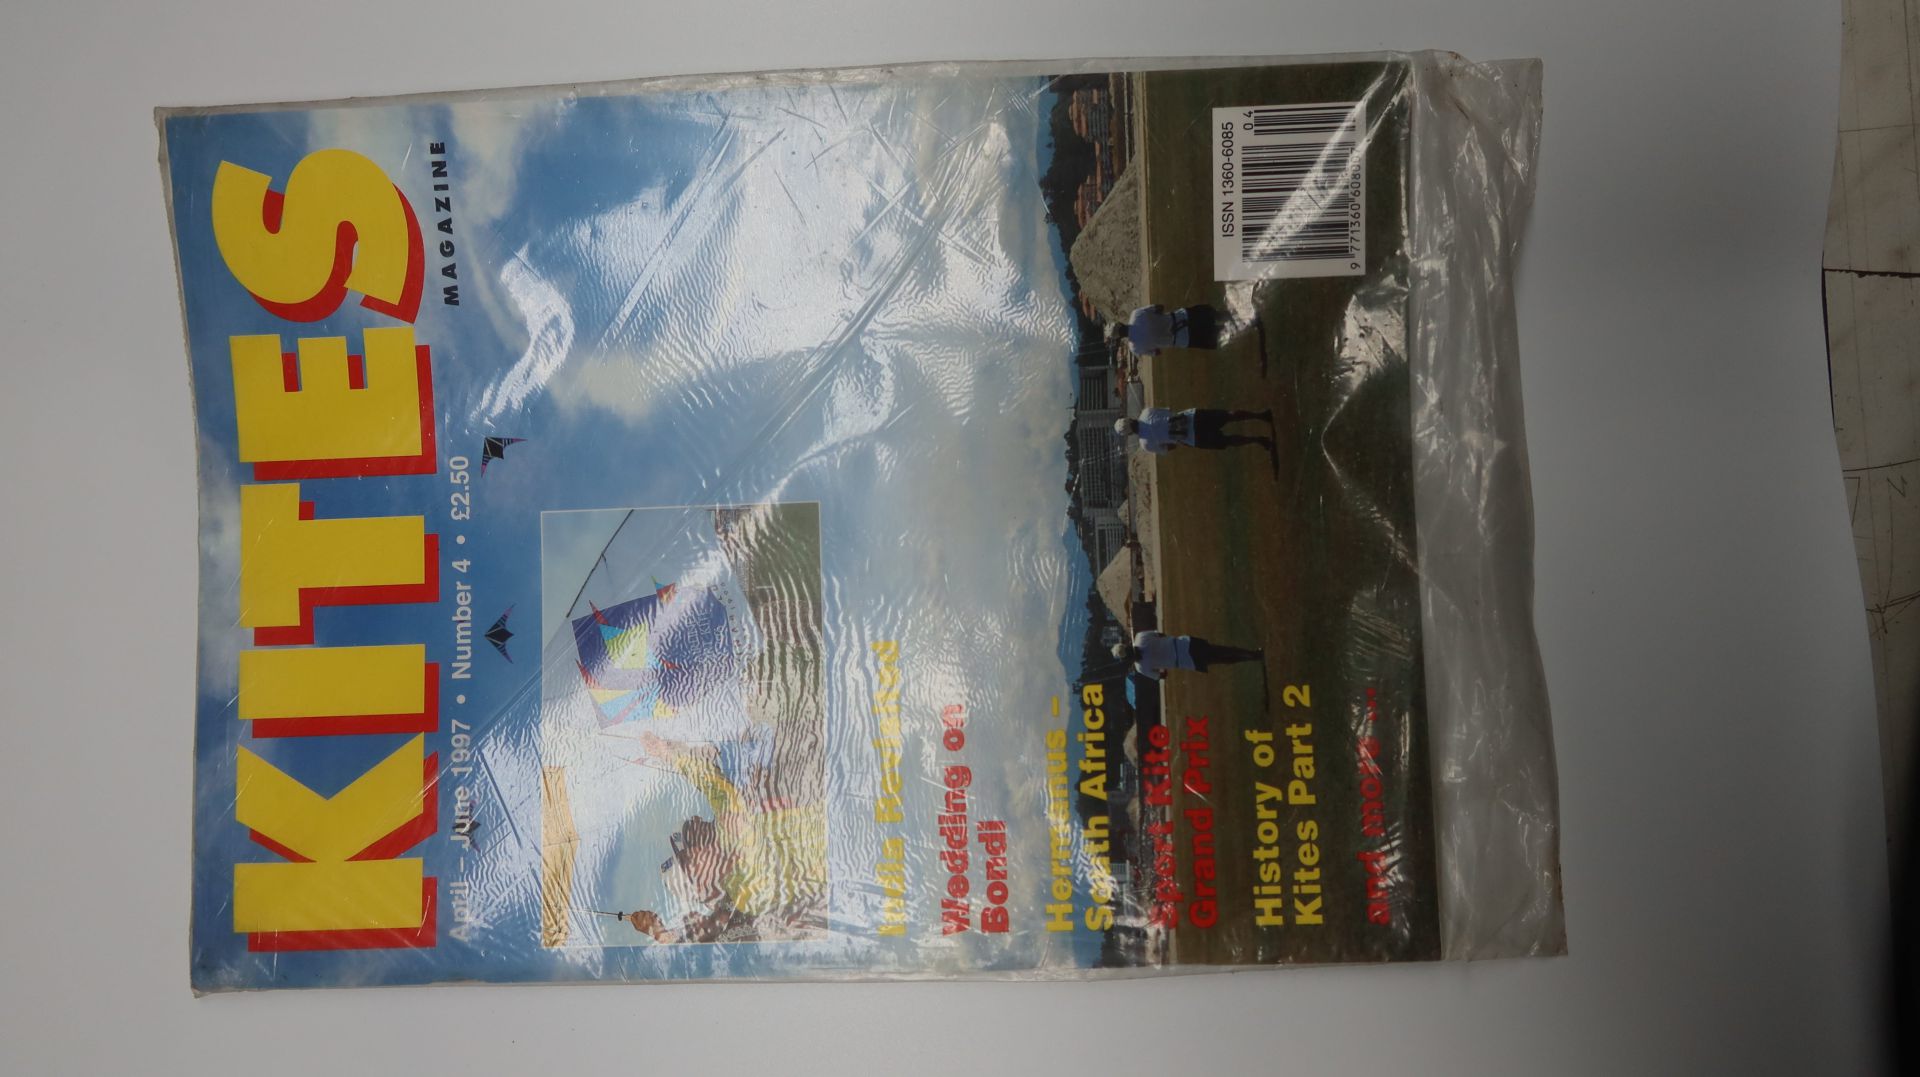 KITES
MAGAZINE
April – June 1997 • Number 4 • £2.50
India Revisited
Wedding on
Bondi
Hermanus –
South Africa
Sport Kite
Grand Prix
History of
Kites Part 2
and more ...
ISSN 1360-6085
04